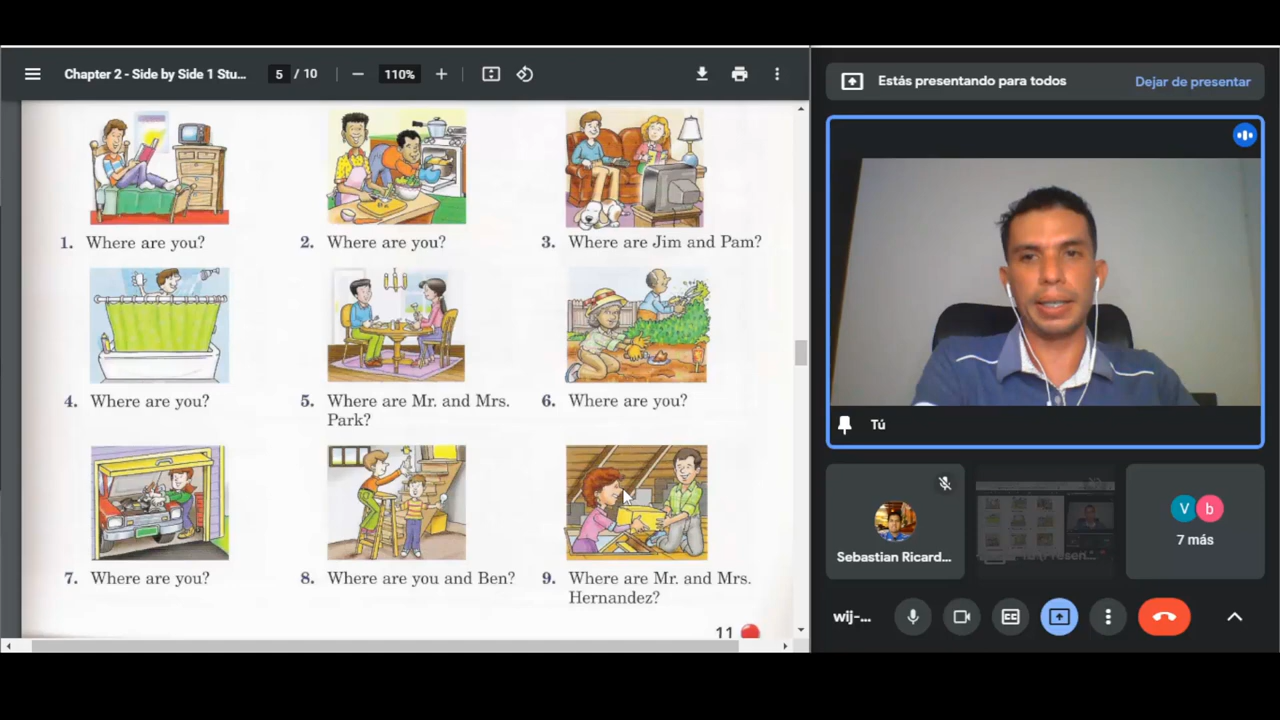 Chapter 2 - Side by Side 1 Stu... 5 / 10 110%
Estás presentando para todos Dejar de presentar
1. Where are you? 2. Where are you? 3. Where are Jim and Pam?
4. Where are you? 5. Where are Mr. and Mrs. Park? 6. Where are you?
7. Where are you? 8. Where are you and Ben? 9. Where are Mr. and Mrs. Hernandez?
11
Tú
Sebastian Ricard...
V b
7 más
wij-...
CC